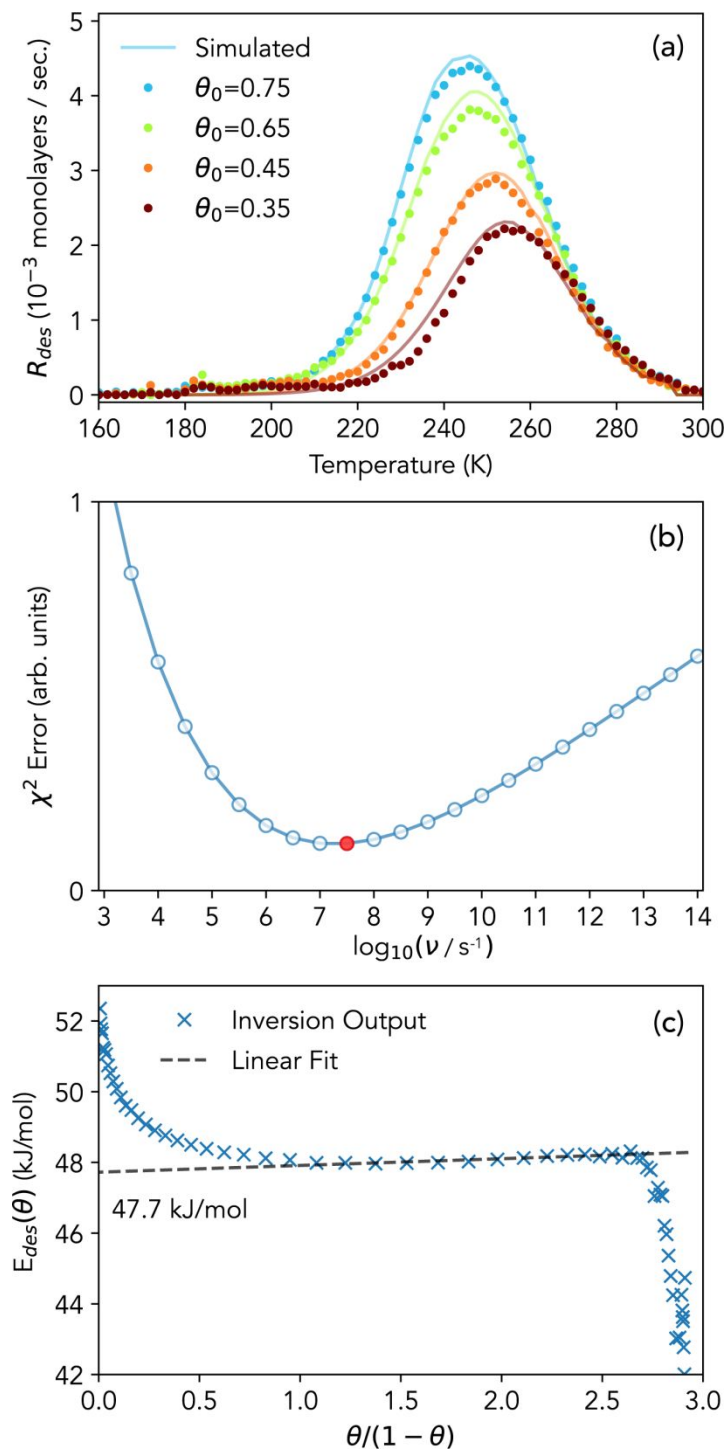 5
4
3
2
1
0
R_des (10⁻³ monolayers / sec.)
(a)
Simulated
θ₀=0.75
θ₀=0.65
θ₀=0.45
θ₀=0.35
160 180 200 220 240 260 280 300
Temperature (K)
1
0
χ² Error (arb. units)
(b)
3 4 5 6 7 8 9 10 11 12 13 14
log₁₀(ν / s⁻¹)
52
50
48
46
44
42
E_des(θ) (kJ/mol)
(c)
Inversion Output
Linear Fit
47.7 kJ/mol
0.0 0.5 1.0 1.5 2.0 2.5 3.0
θ/(1 − θ)